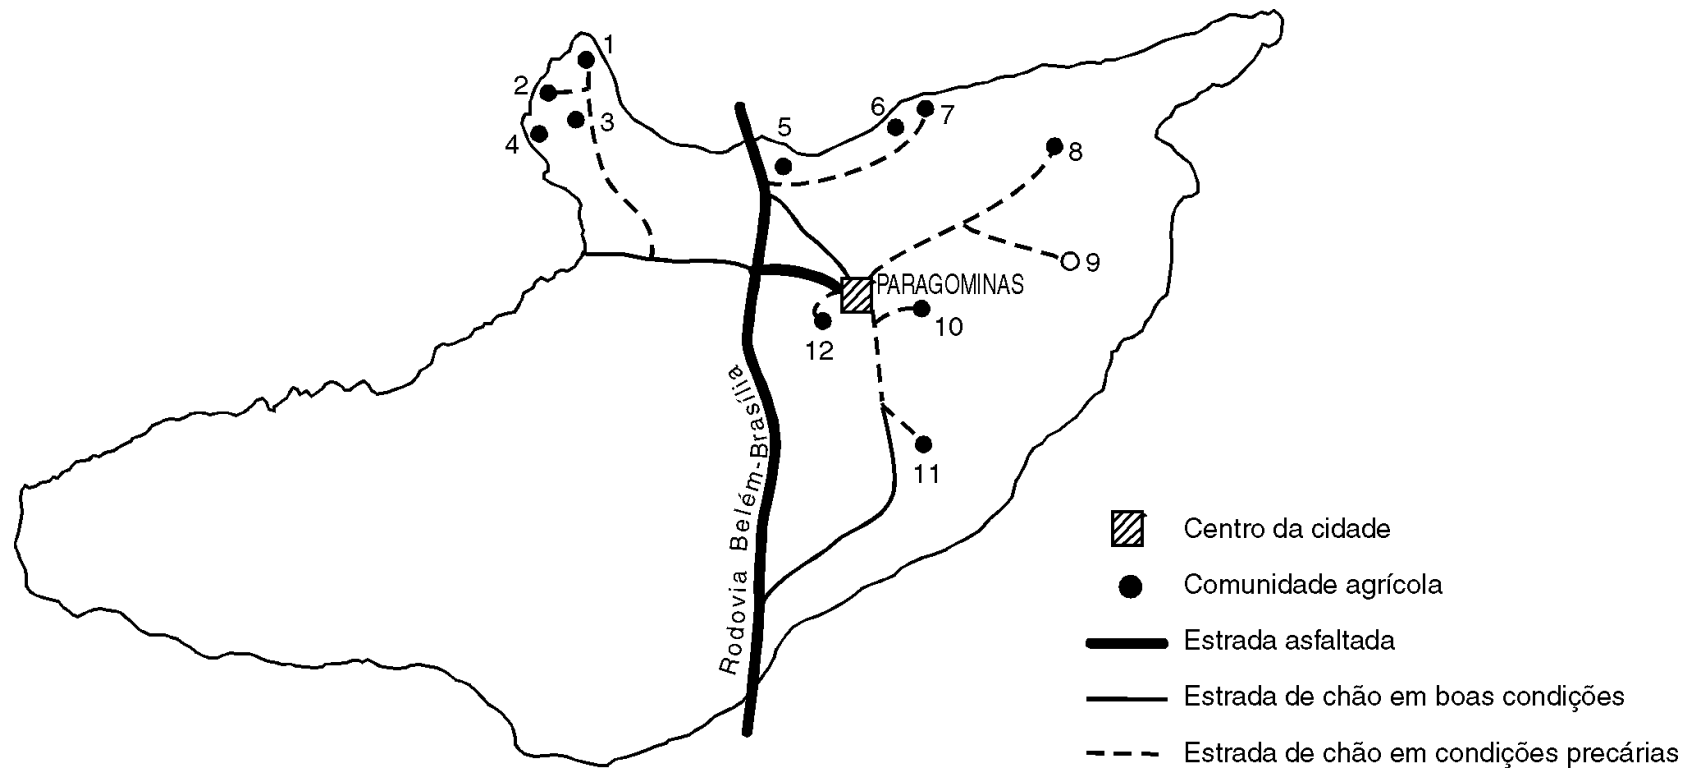 1
2
3
4
5
6
7
8
9
PARAGOMINAS
10
12
11
Rodovia Belém-Brasília
Centro da cidade
Comunidade agrícola
Estrada asfaltada
Estrada de chão em boas condições
Estrada de chão em condições precárias